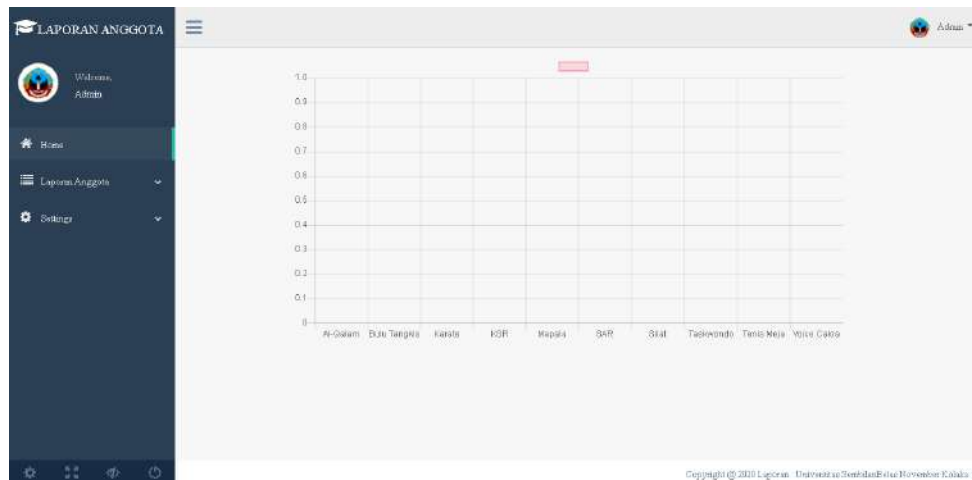 LAPORAN ANGGOTA
Admin
Welcome,
Admin
Home
Laporan Anggota
Settings
1.0
0.9
0.8
0.7
0.6
0.5
0.4
0.3
0.2
0.1
0
Al-Qalam Bulu Tangkis Karate KSR Mapala SAR Silat Taekwondo Tenis Meja Voice
Copyright @ 2020 Laporan Universitas SembilanBelas November Kolaka